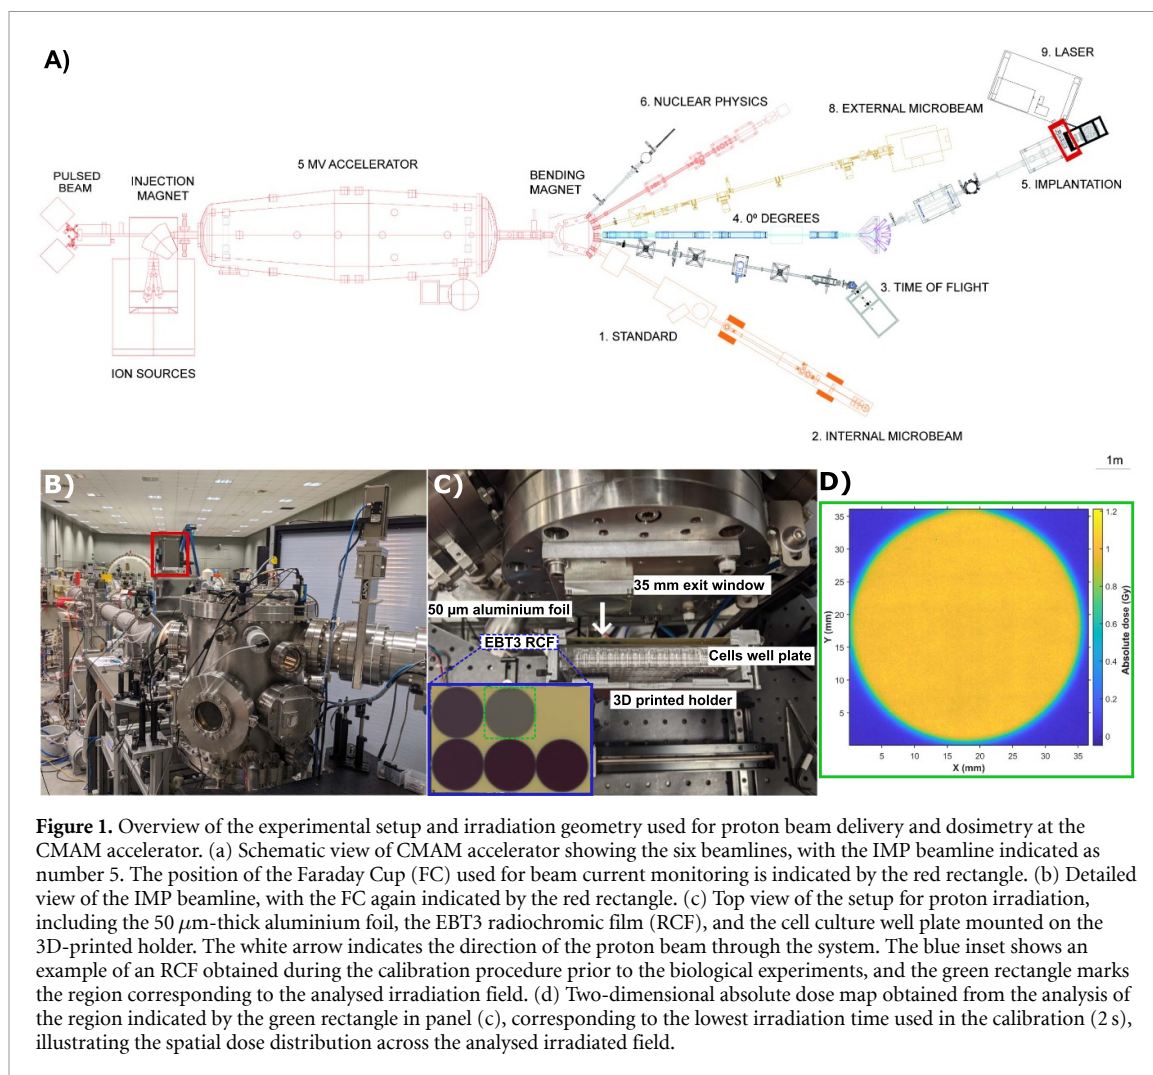 A)
9. LASER
6. NUCLEAR PHYSICS
8. EXTERNAL MICROBEAM
5 MV ACCELERATOR
PULSED
BEAM
INJECTION
MAGNET
BENDING
MAGNET
5. IMPLANTATION
4. 0º DEGREES
3. TIME OF FLIGHT
1. STANDARD
ION SOURCES
2. INTERNAL MICROBEAM
1m
B)
C)
35 mm exit window
50 µm aluminium foil
EBT3 RCF
Cells well plate
3D printed holder
D)
35
30
25
20
15
10
5
Y (mm)
5
10
15
20
25
30
35
X (mm)
1.2
1
0.8
0.6
0.4
0.2
0
Absolute dose (Gy)
Figure 1. Overview of the experimental setup and irradiation geometry used for proton beam delivery and dosimetry at the
CMAM accelerator. (a) Schematic view of CMAM accelerator showing the six beamlines, with the IMP beamline indicated as
number 5. The position of the Faraday Cup (FC) used for beam current monitoring is indicated by the red rectangle. (b) Detailed
view of the IMP beamline, with the FC again indicated by the red rectangle. (c) Top view of the setup for proton irradiation,
including the 50 µm-thick aluminium foil, the EBT3 radiochromic film (RCF), and the cell culture well plate mounted on the
3D-printed holder. The white arrow indicates the direction of the proton beam through the system. The blue inset shows an
example of an RCF obtained during the calibration procedure prior to the biological experiments, and the green rectangle marks
the region corresponding to the analysed irradiation field. (d) Two-dimensional absolute dose map obtained from the analysis of
the region indicated by the green rectangle in panel (c), corresponding to the lowest irradiation time used in the calibration (2 s),
illustrating the spatial dose distribution across the analysed irradiated field.